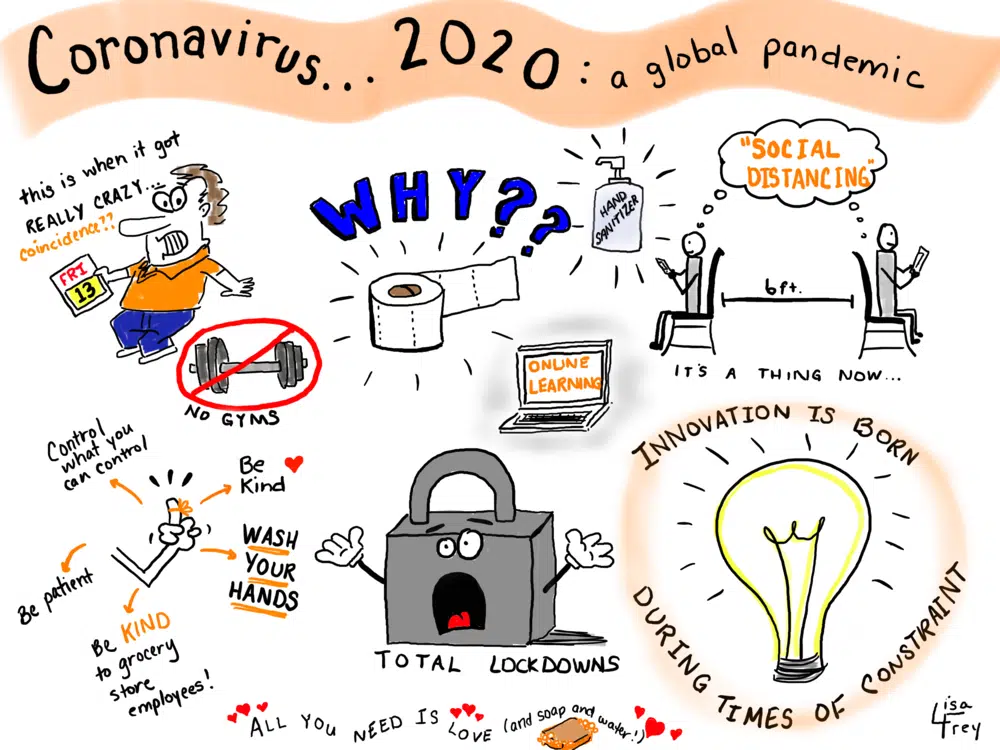 Coronavirus... 2020: a global pandemic
this is when it got
REALLY CRAZY...
coincidence??
FRI
13
NO GYMS
WHY??
HAND
SANITIZER
"SOCIAL
DISTANCING"
6ft.
IT'S A THING NOW...
ONLINE
LEARNING
Control
what you
can control
Be
Kind
WASH
YOUR
HANDS
Be patient
Be KIND
to grocery
store
employees!
TOTAL LOCKDOWNS
INNOVATION IS BORN
DURING TIMES OF CONSTRAINT
ALL YOU NEED IS LOVE (and soap and water!)
Lisa
Frey